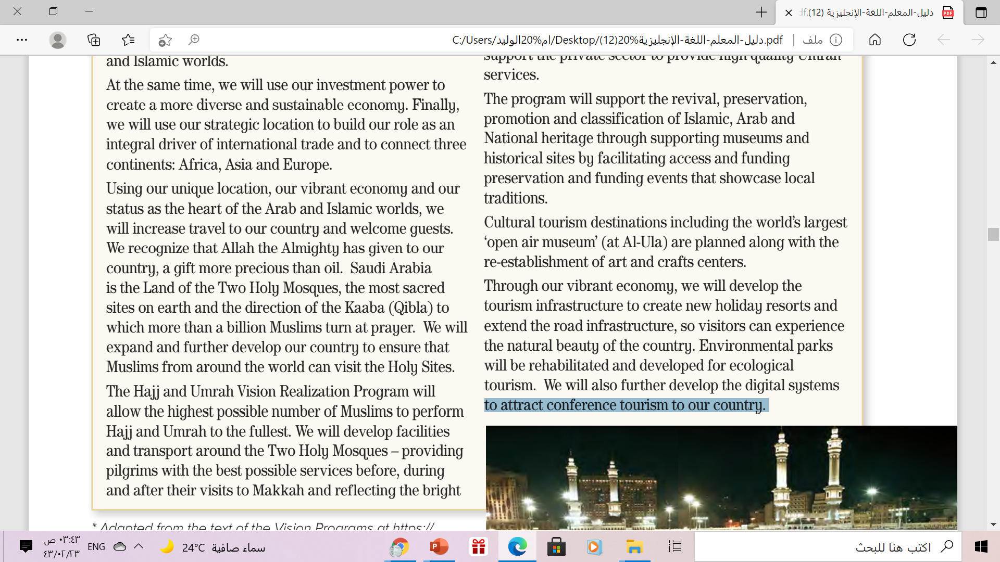 دليل-المعلم-اللغة-الإنجليزية (12).pdf
C:/Users/ام%20الوليد/Desktop/دليل-المعلم-اللغة-الإنجليزية%20(12).pdf
ملف
and Islamic worlds.
At the same time, we will use our investment power to
create a more diverse and sustainable economy. Finally,
we will use our strategic location to build our role as an
integral driver of international trade and to connect three
continents: Africa, Asia and Europe.
Using our unique location, our vibrant economy and our
status as the heart of the Arab and Islamic worlds, we
will increase travel to our country and welcome guests.
We recognize that Allah the Almighty has given to our
country, a gift more precious than oil.  Saudi Arabia
is the Land of the Two Holy Mosques, the most sacred
sites on earth and the direction of the Kaaba (Qibla) to
which more than a billion Muslims turn at prayer.  We will
expand and further develop our country to ensure that
Muslims from around the world can visit the Holy Sites.
The Hajj and Umrah Vision Realization Program will
allow the highest possible number of Muslims to perform
Hajj and Umrah to the fullest. We will develop facilities
and transport around the Two Holy Mosques – providing
pilgrims with the best possible services before, during
and after their visits to Makkah and reflecting the bright
* Adapted from the text of the Vision Programs at https://
support the private sector to provide high quality Umrah
services.
The program will support the revival, preservation,
promotion and classification of Islamic, Arab and
National heritage through supporting museums and
historical sites by facilitating access and funding
preservation and funding events that showcase local
traditions.
Cultural tourism destinations including the world’s largest
‘open air museum’ (at Al-Ula) are planned along with the
re-establishment of art and crafts centers.
Through our vibrant economy, we will develop the
tourism infrastructure to create new holiday resorts and
extend the road infrastructure, so visitors can experience
the natural beauty of the country. Environmental parks
will be rehabilitated and developed for ecological
tourism.  We will also further develop the digital systems
to attract conference tourism to our country.
٠٣:٤٣ ص
٤٣/٠٢/٢٣
ENG
24°C سماء صافية
اكتب هنا للبحث